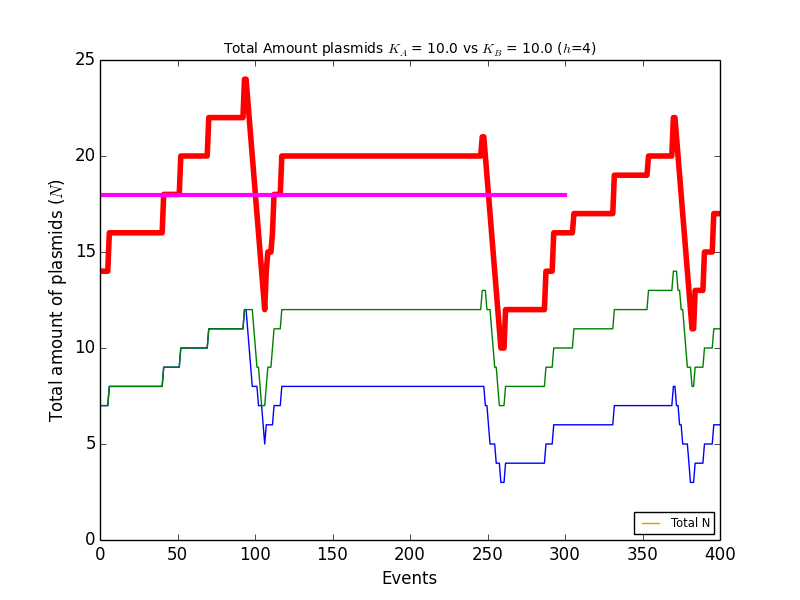 Total Amount plasmids K_A = 10.0 vs K_B = 10.0 (h=4)
25
20
15
10
5
0
Total amount of plasmids (N)
Total N
0 50 100 150 200 250 300 350 400
Events